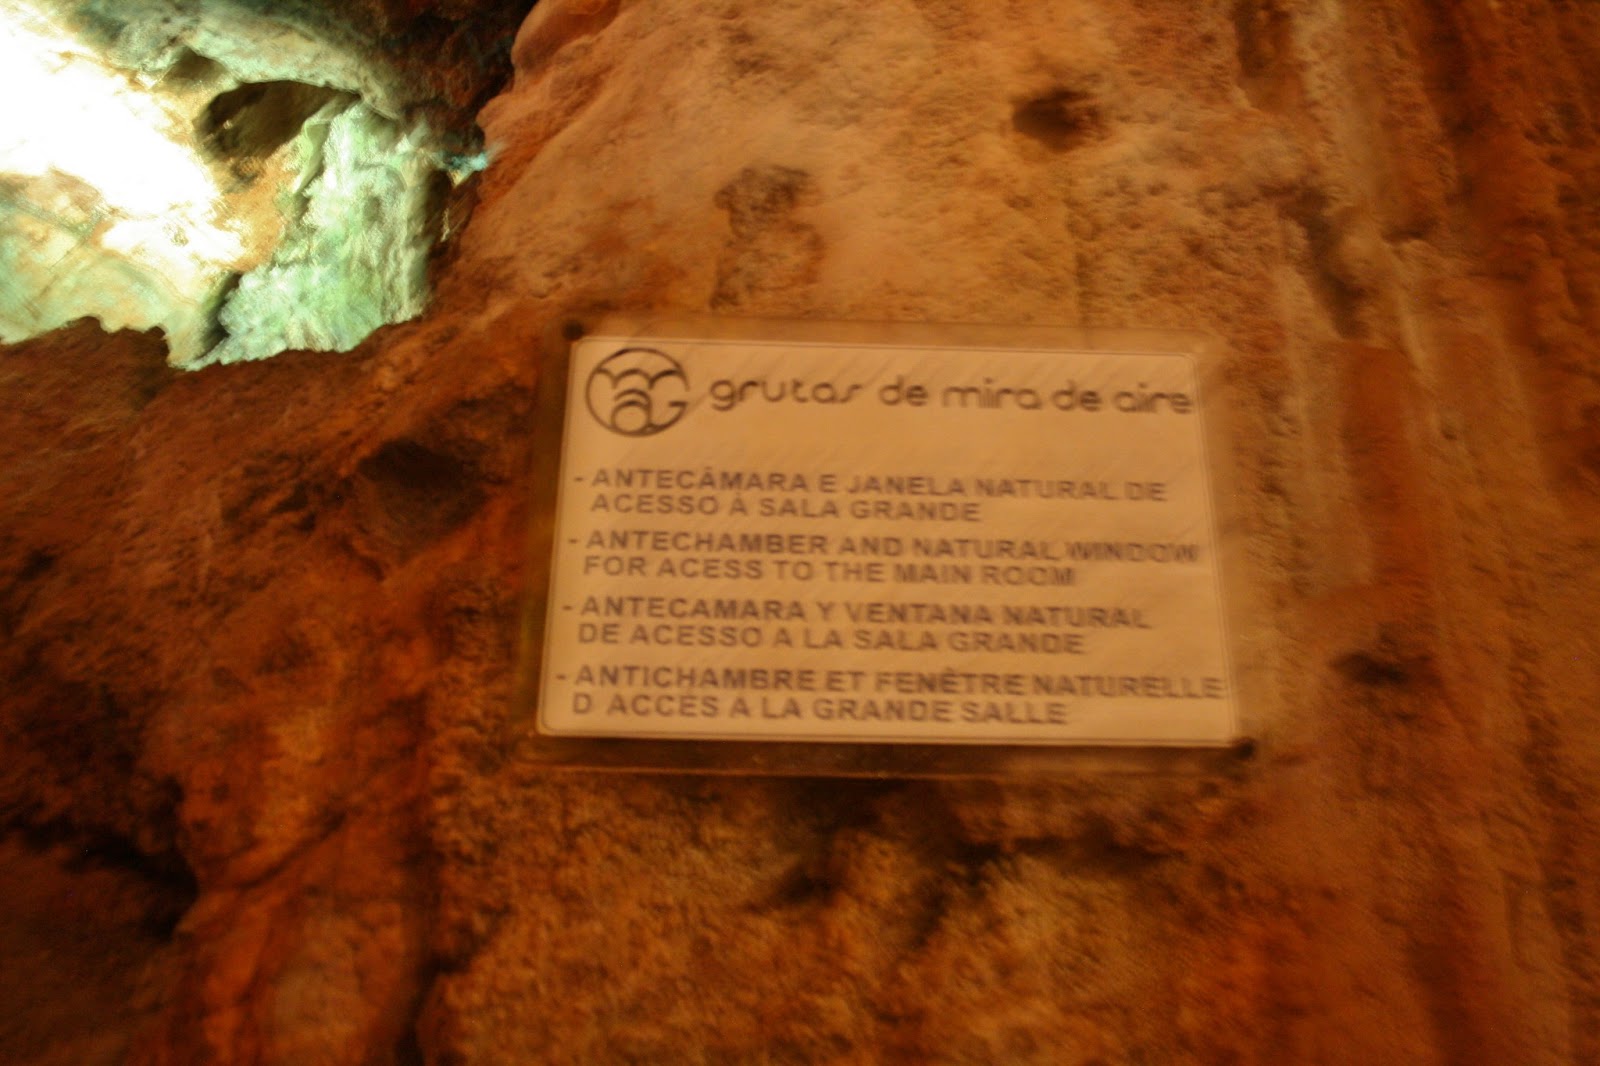 grutas de mira de aire
- ANTECÂMARA E JANELA NATURAL DE
ACESSO À SALA GRANDE
- ANTECHAMBER AND NATURAL WINDOW
FOR ACESS TO THE MAIN ROOM
- ANTECAMARA Y VENTANA NATURAL
DE ACESSO A LA SALA GRANDE
- ANTICHAMBRE ET FENÊTRE NATURELLE
D ACCÈS A LA GRANDE SALLE